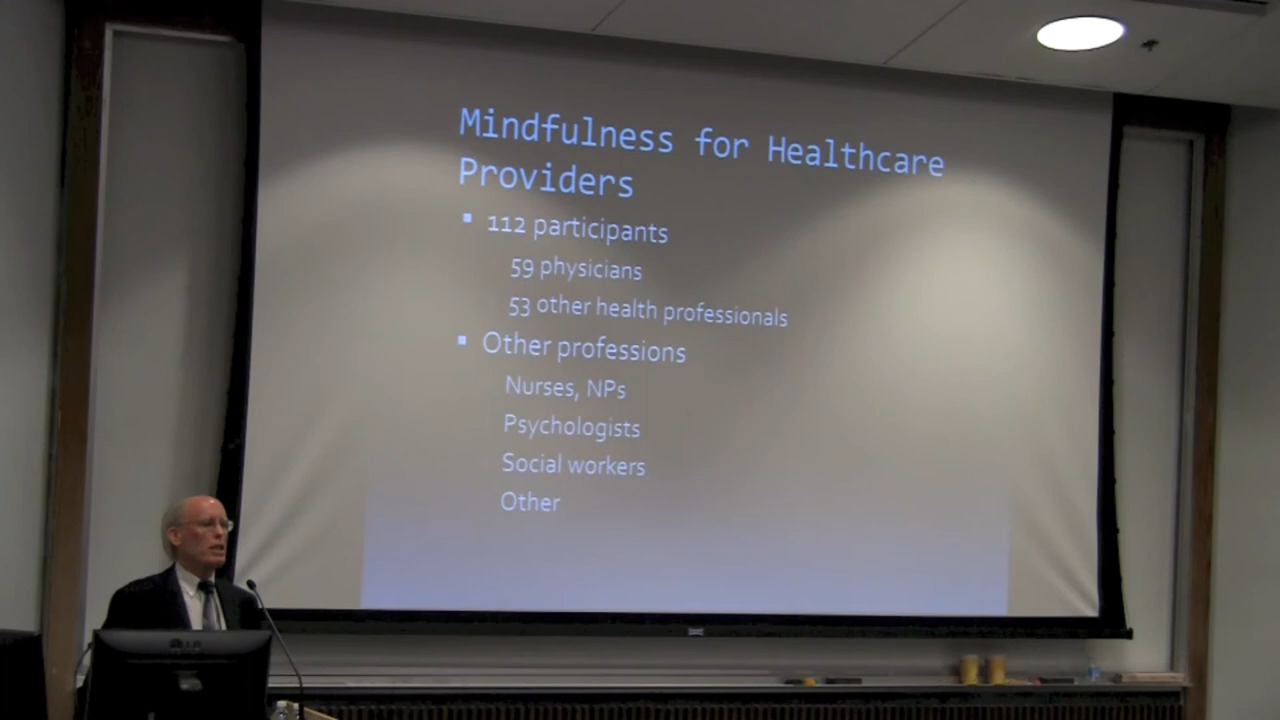 Mindfulness for Healthcare
Providers
112 participants
59 physicians
53 other health professionals
Other professions
Nurses, NPs
Psychologists
Social workers
Other